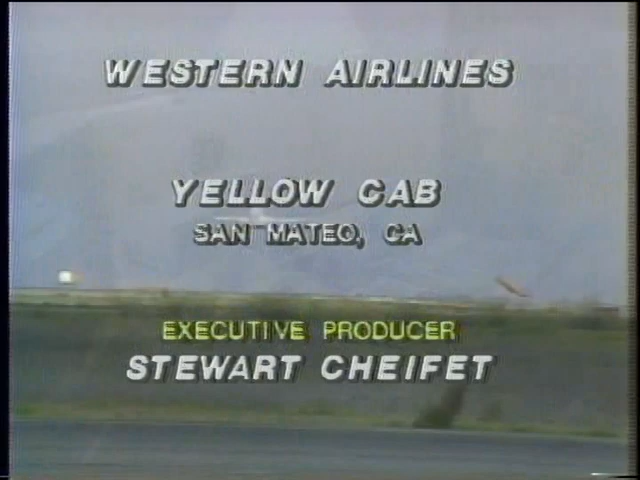 WESTERN AIRLINES
YELLOW CAB
SAN MATEO, CA
EXECUTIVE PRODUCER
STEWART CHEIFET